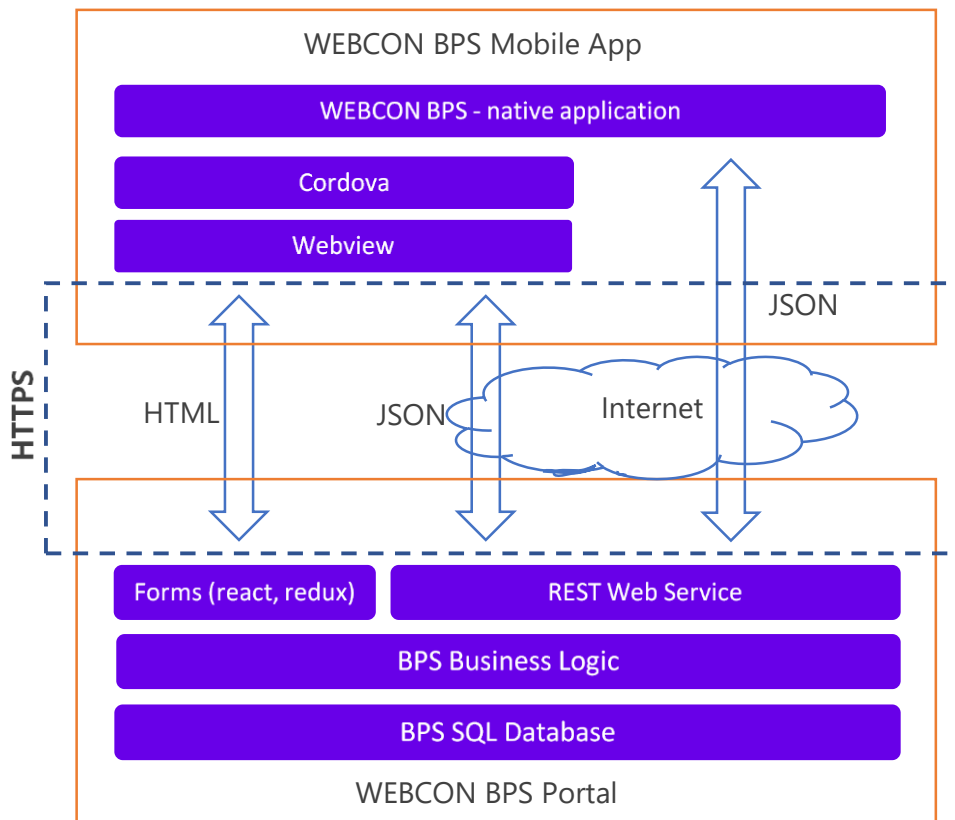 WEBCON BPS Mobile App
WEBCON BPS - native application
Cordova
Webview
JSON
HTTPS
HTML
JSON
Internet
Forms (react, redux)
REST Web Service
BPS Business Logic
BPS SQL Database
WEBCON BPS Portal